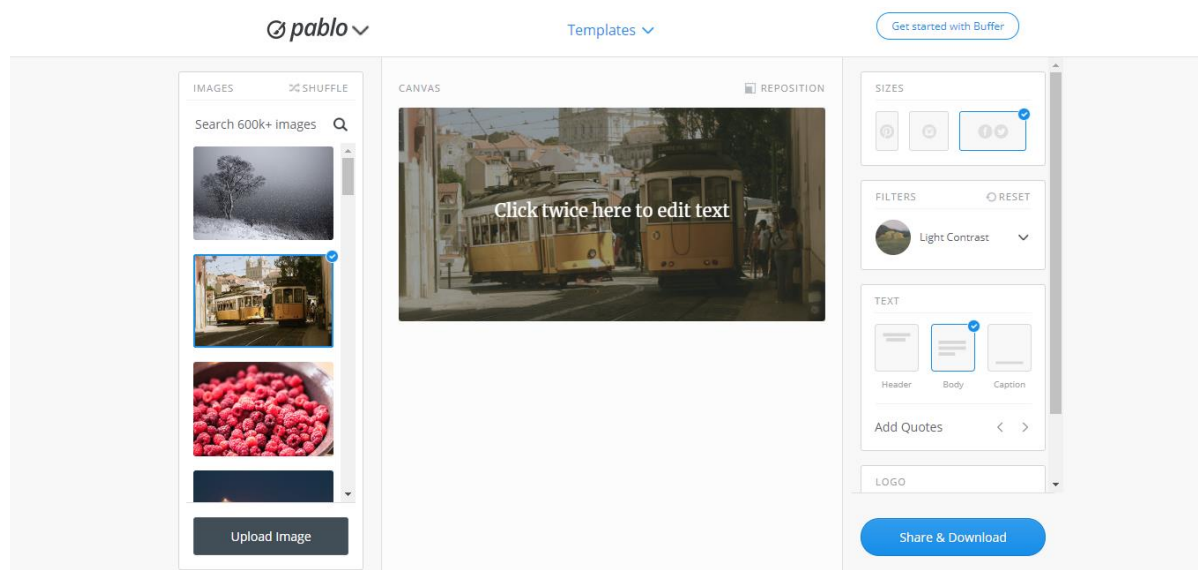 pablo
Templates
Get started with Buffer
IMAGES
SHUFFLE
Search 600k+ images
Upload Image
CANVAS
REPOSITION
Click twice here to edit text
SIZES
FILTERS
RESET
Light Contrast
TEXT
Header
Body
Caption
Add Quotes
LOGO
Share & Download